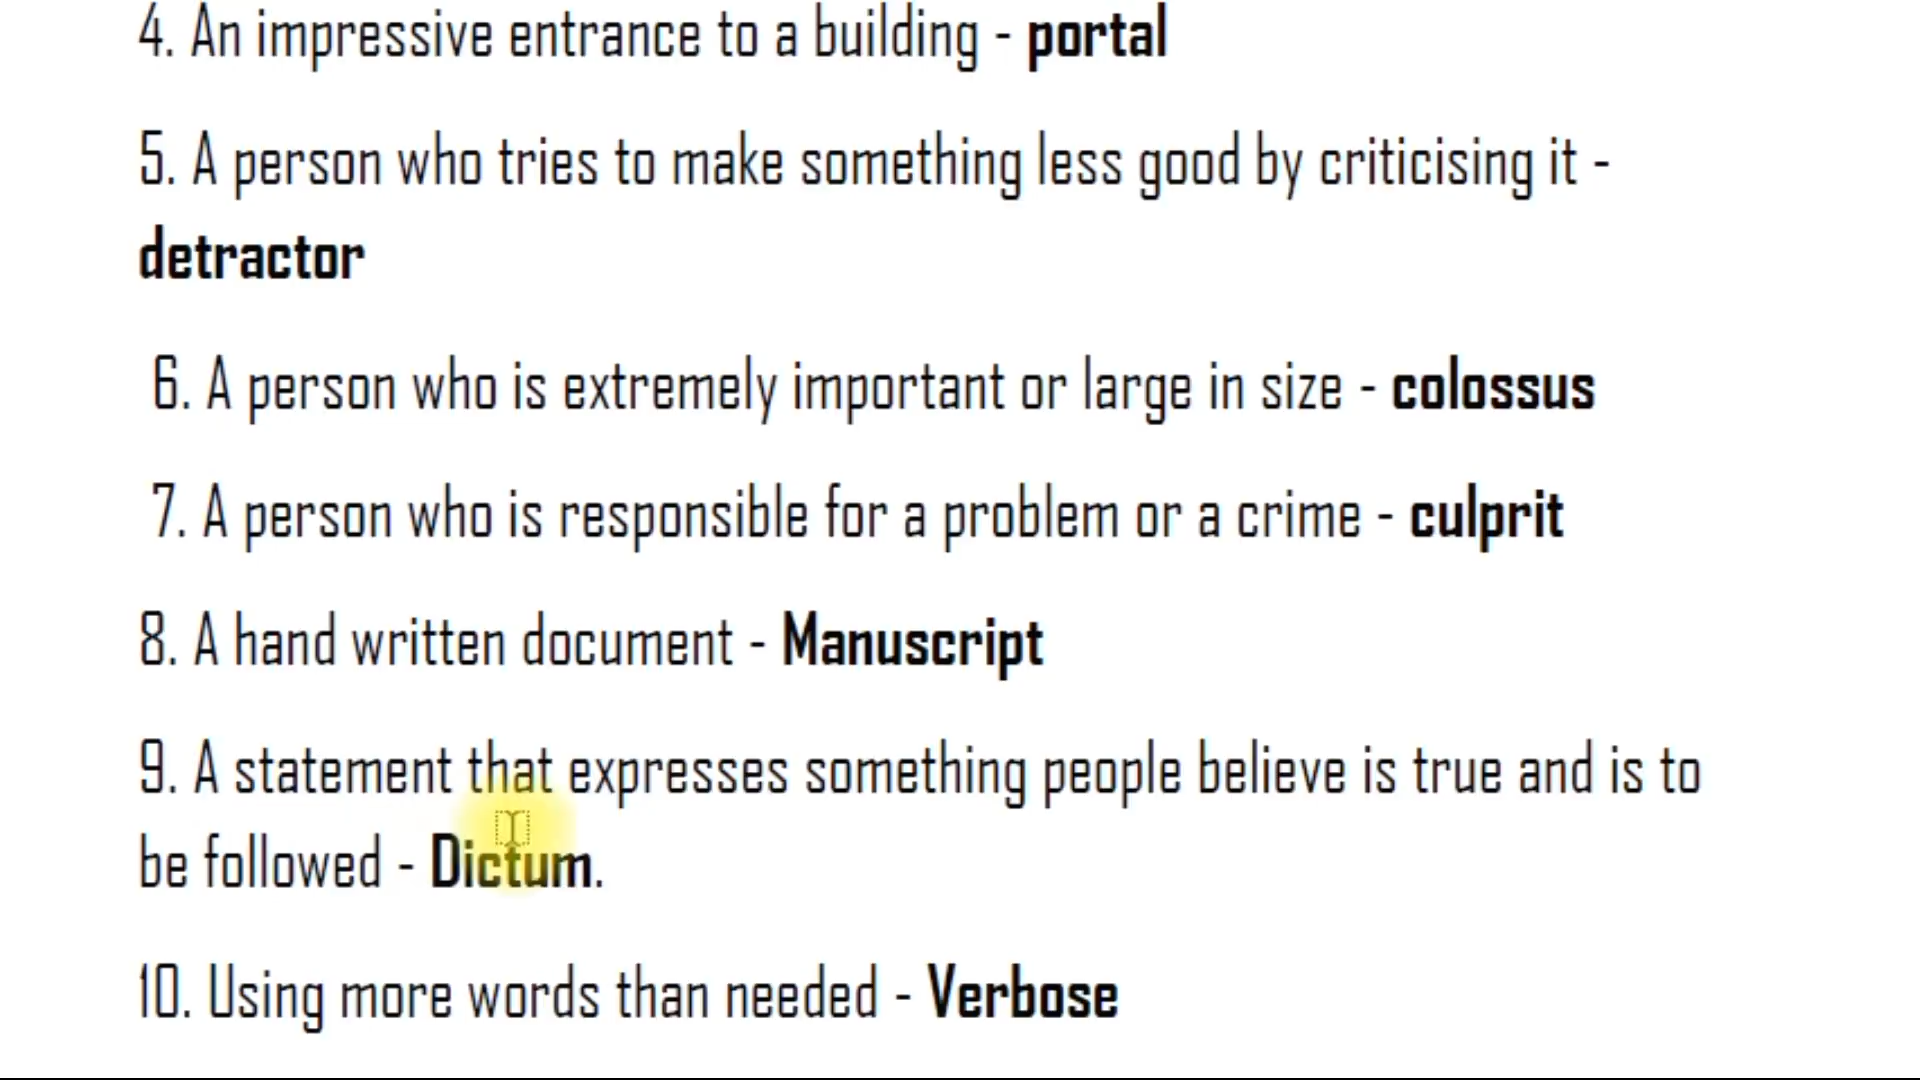 4. An impressive entrance to a building - portal
5. A person who tries to make something less good by criticising it -
detractor
6. A person who is extremely important or large in size - colossus
7. A person who is responsible for a problem or a crime - culprit
8. A hand written document - Manuscript
9. A statement that expresses something people believe is true and is to
be followed - Dictum.
10. Using more words than needed - Verbose